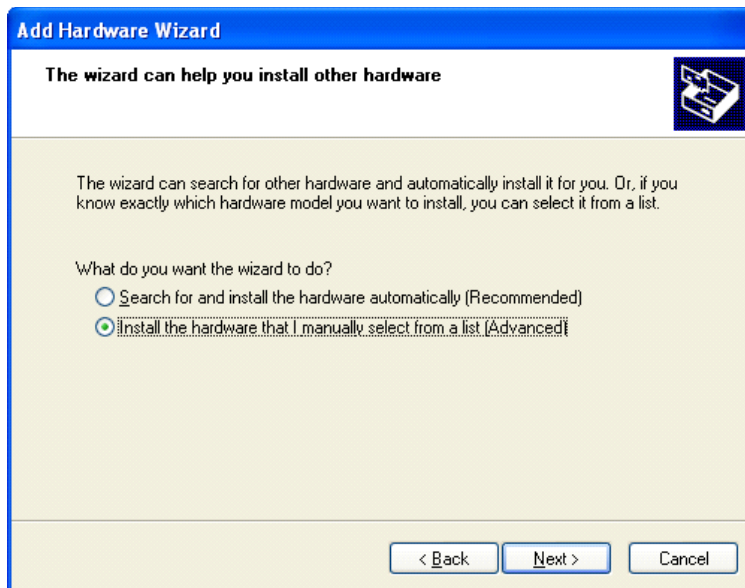 Add Hardware Wizard
The wizard can help you install other hardware
The wizard can search for other hardware and automatically install it for you. Or, if you
know exactly which hardware model you want to install, you can select it from a list.
What do you want the wizard to do?
Search for and install the hardware automatically (Recommended)
Install the hardware that I manually select from a list (Advanced)
< Back Next > Cancel